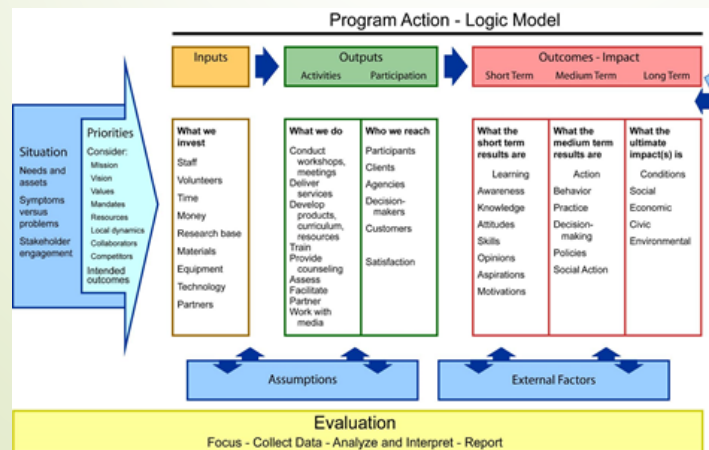 Program Action - Logic Model
Inputs
Outputs
Activities Participation
Outcomes - Impact
Short Term Medium Term Long Term
Situation
Needs and
assets
Symptoms
versus
problems
Stakeholder
engagement
Priorities
Consider:
Mission
Vision
Values
Mandates
Resources
Local dynamics
Collaborators
Competitors
Intended
outcomes
What we
invest
Staff
Volunteers
Time
Money
Research base
Materials
Equipment
Technology
Partners
What we do
Conduct
workshops,
meetings
Deliver
services
Develop
products,
curriculum,
resources
Train
Provide
counseling
Assess
Facilitate
Partner
Work with
media
Who we reach
Participants
Clients
Agencies
Decision-
makers
Customers
Satisfaction
What the
short term
results are
Learning
Awareness
Knowledge
Attitudes
Skills
Opinions
Aspirations
Motivations
What the
medium term
results are
Action
Behavior
Practice
Decision-
making
Policies
Social Action
What the
ultimate
impact(s) is
Conditions
Social
Economic
Civic
Environmental
Assumptions
External Factors
Evaluation
Focus - Collect Data - Analyze and Interpret - Report